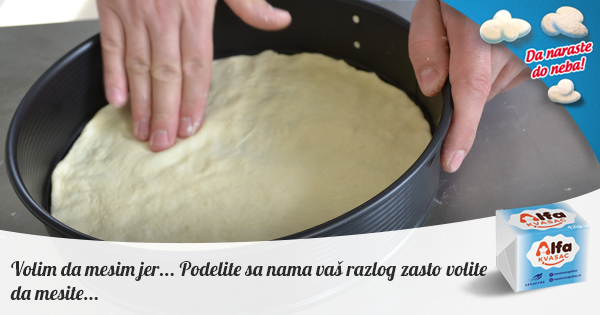 Da naraste
do neba!
Alfa
KVASAC
Alfa
KVASAC
Volim da mesim jer... Podelite sa nama vaš razlog zasto volite
da mesite...